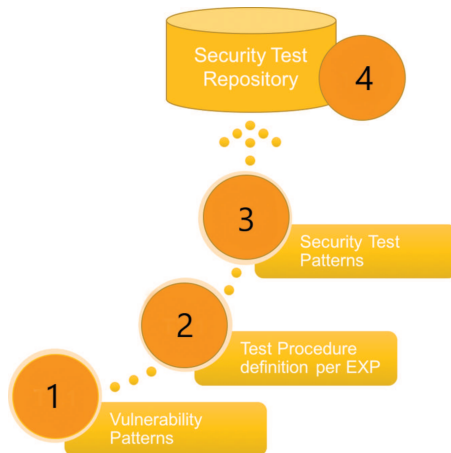 Security Test
Repository
4
3
Security Test
Patterns
2
Test Procedure
definition per EXP
1
Vulnerability
Patterns